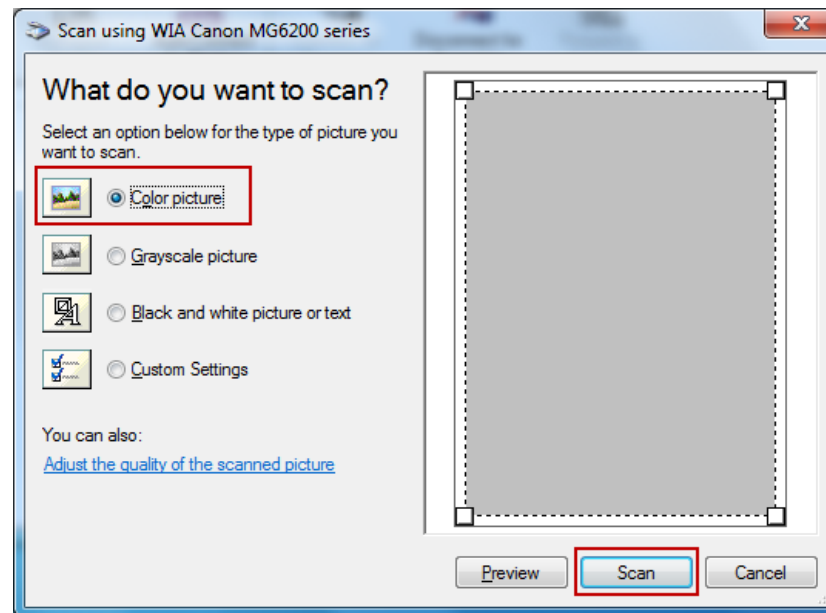 Scan using WIA Canon MG6200 series
What do you want to scan?
Select an option below for the type of picture you
want to scan.
Color picture
Grayscale picture
Black and white picture or text
Custom Settings
You can also:
Adjust the quality of the scanned picture
Preview
Scan
Cancel